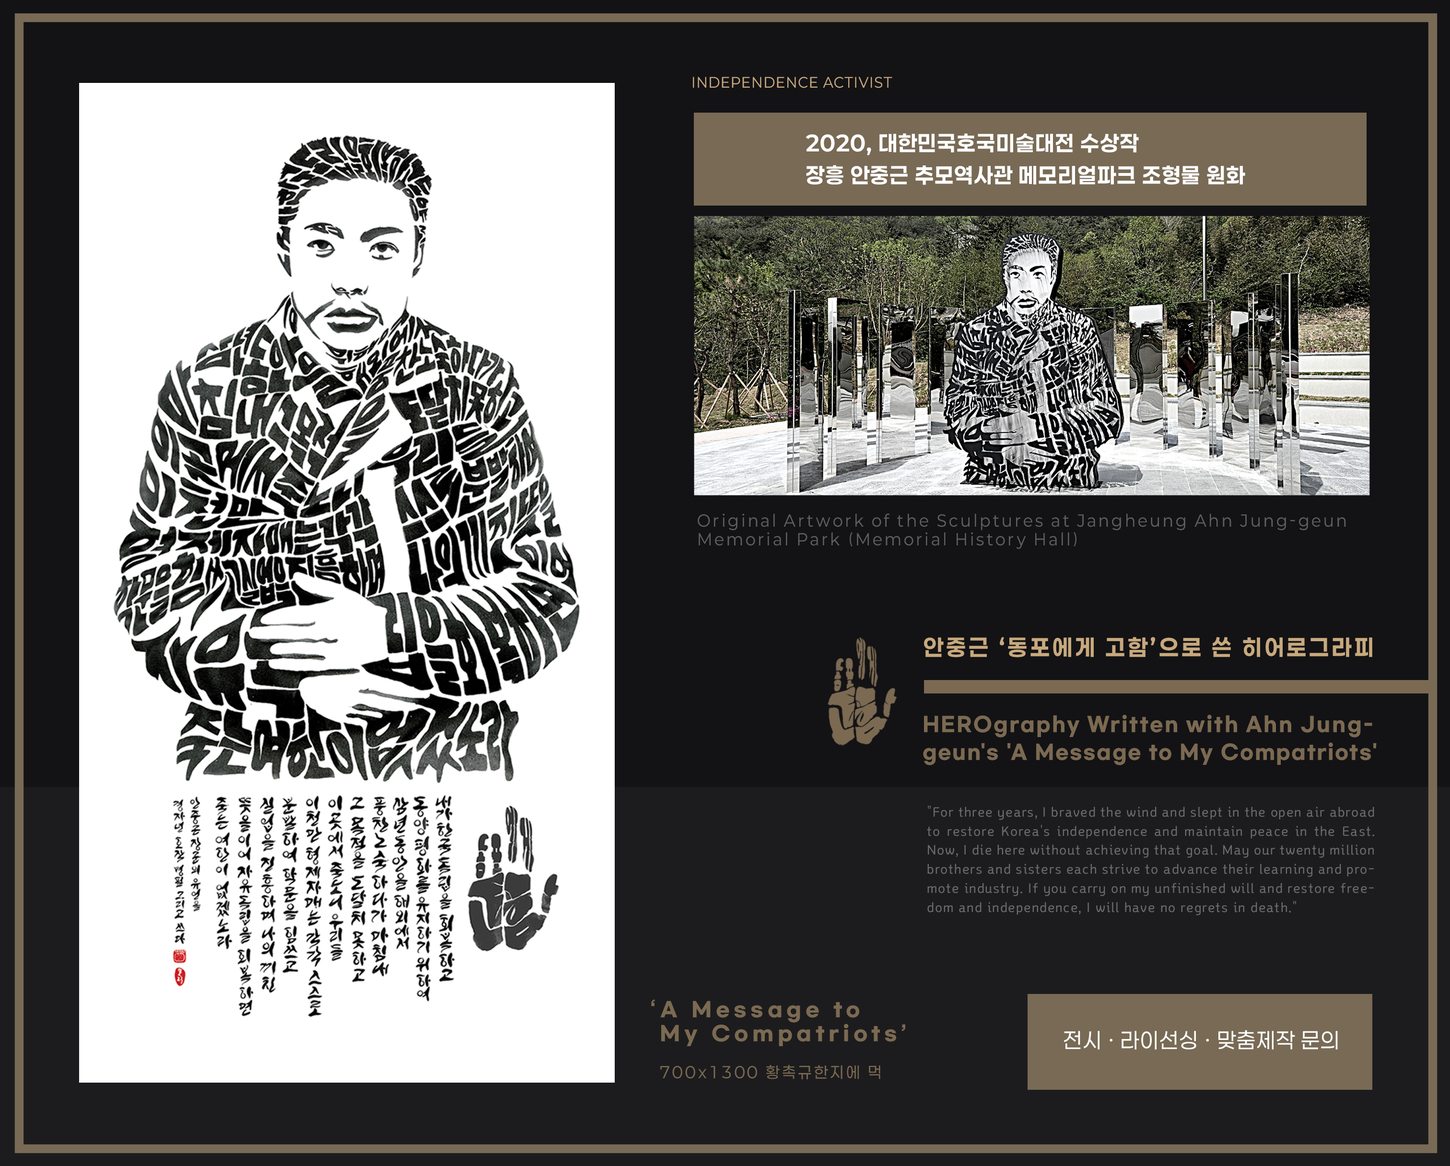 INDEPENDENCE ACTIVIST
2020, 대한민국호국미술대전 수상작
장흥 안중근 추모역사관 메모리얼파크 조형물 원화
Original Artwork of the Sculptures at Jangheung Ahn Jung-geun
Memorial Park (Memorial History Hall)
안중근 ‘동포에게 고함’으로 쓴 히어로그라피
HEROgraphy Written with Ahn Jung-
geun's 'A Message to My Compatriots'
"For three years, I braved the wind and slept in the open air abroad
to restore Korea's independence and maintain peace in the East.
Now, I die here without achieving that goal. May our twenty million
brothers and sisters each strive to advance their learning and pro-
mote industry. If you carry on my unfinished will and restore free-
dom and independence, I will have no regrets in death."
내가 한국독립을 회복하고
동양평화를 유지하기 위하여
삼년동안을 해외에서
풍찬노숙 하다가 마침내
그 목적을 도달치 못하고
이곳에서 죽노니 우리들
이천만 형제자매는 각각 스스로
분발하여 학문을 힘쓰고
실업을 진흥하며 나의 끼친
뜻을 이어 자유독립을 회복하면
죽는 여한이 없겠노라
안중근 장군의 유언을
‘A Message to
My Compatriots’
700x1300 황촉규한지에 먹
전시 · 라이선싱 · 맞춤제작 문의